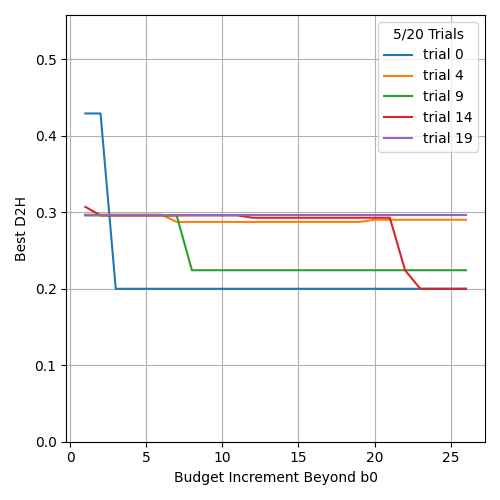 5/20 Trials
trial 0
trial 4
trial 9
trial 14
trial 19
Best D2H
0.5
0.4
0.3
0.2
0.1
0.0
0 5 10 15 20 25
Budget Increment Beyond b0